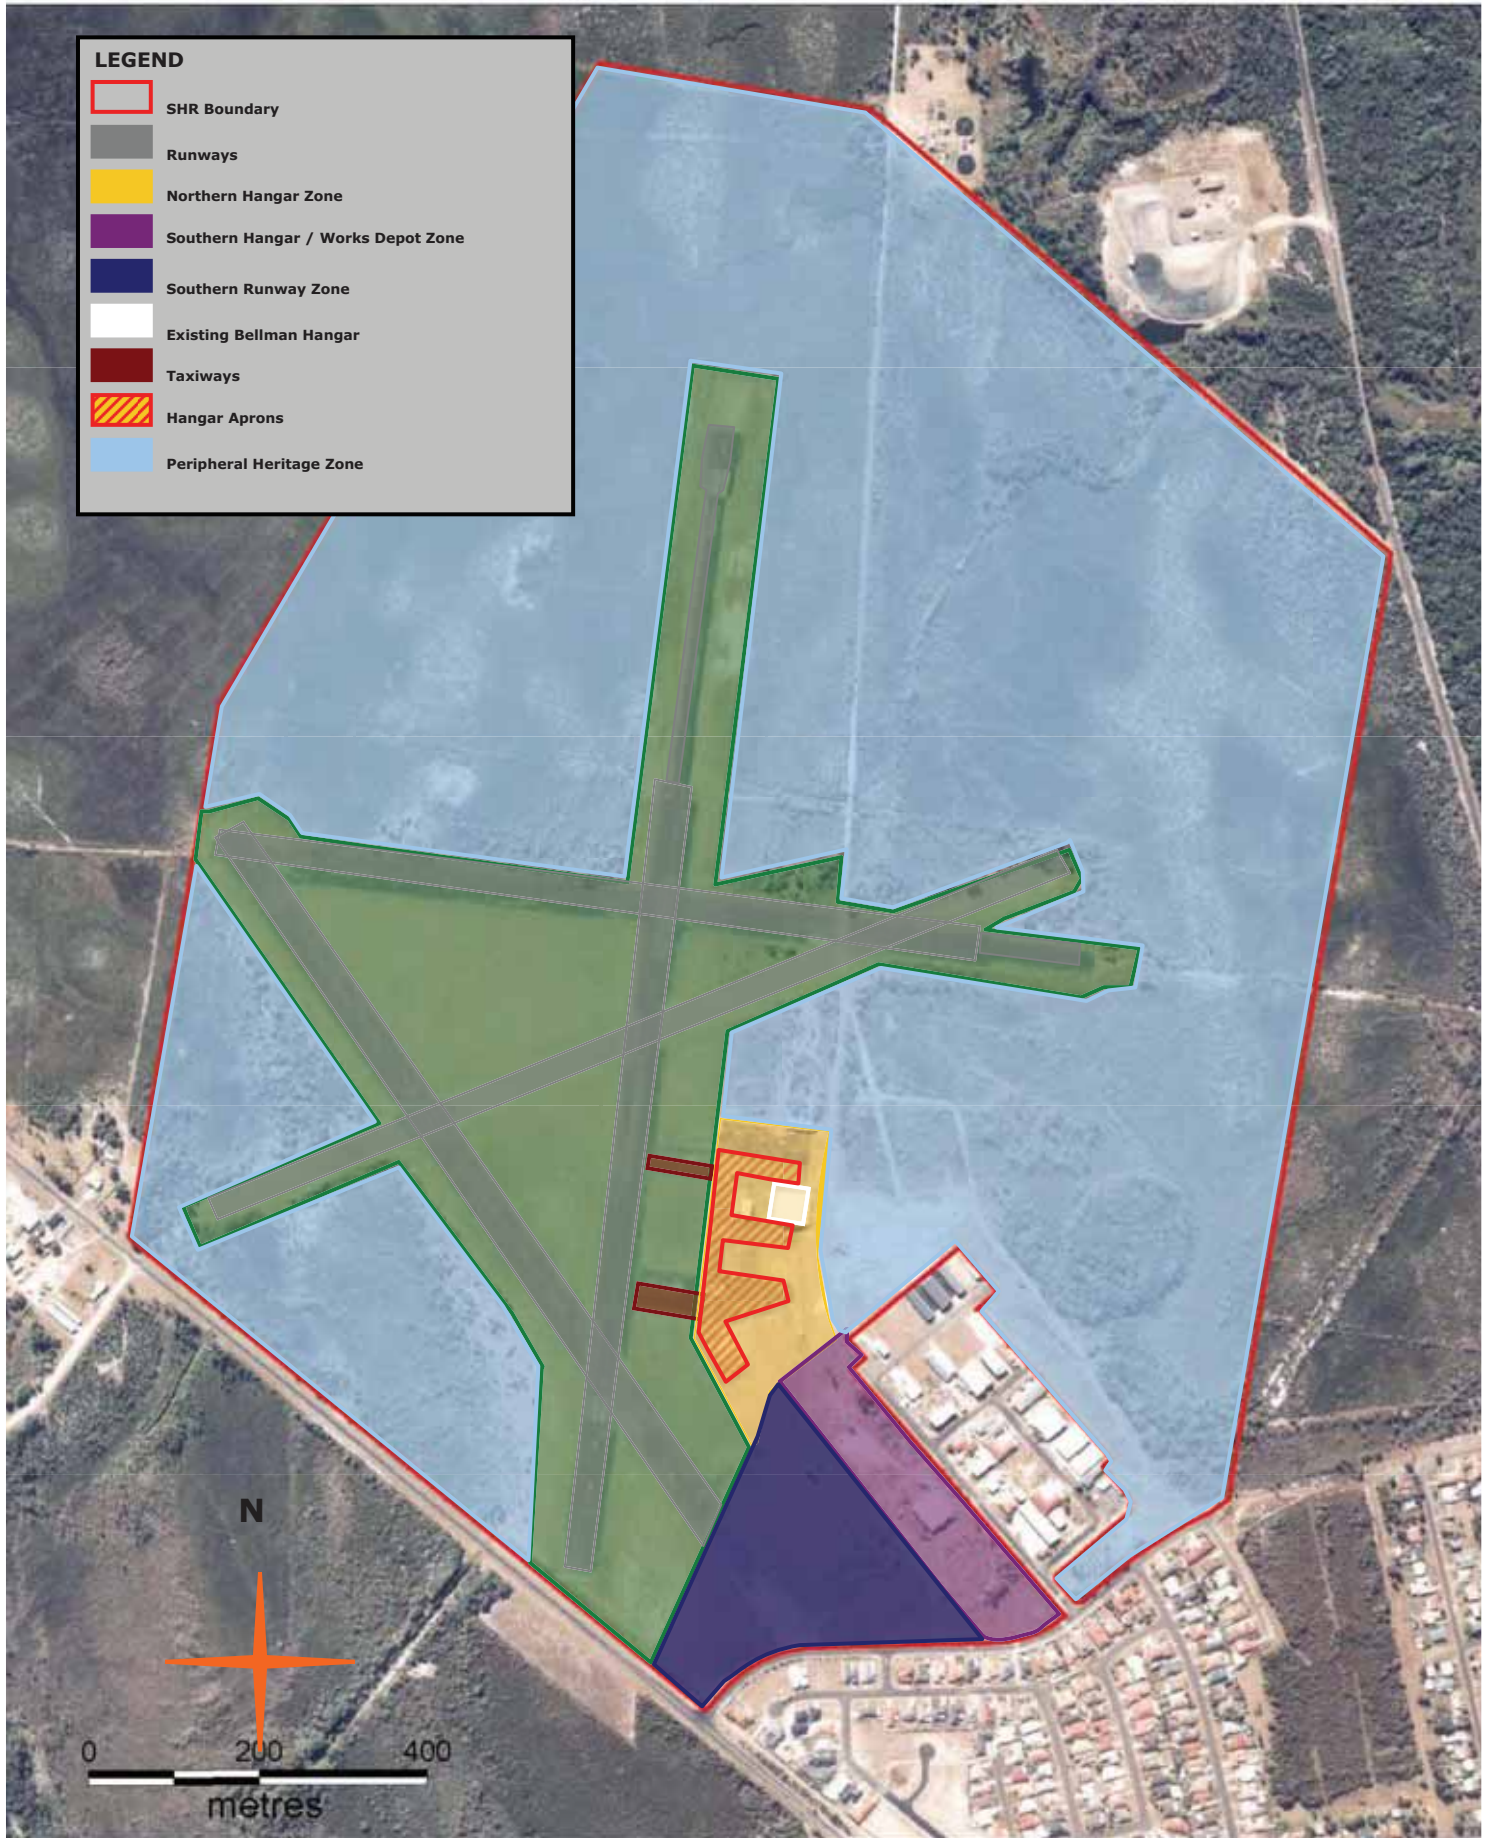 LEGEND
SHR Boundary
Runways
Northern Hangar Zone
Southern Hangar / Works Depot Zone
Southern Runway Zone
Existing Bellman Hangar
Taxiways
Hangar Aprons
Peripheral Heritage Zone
N
0 200 400
metres